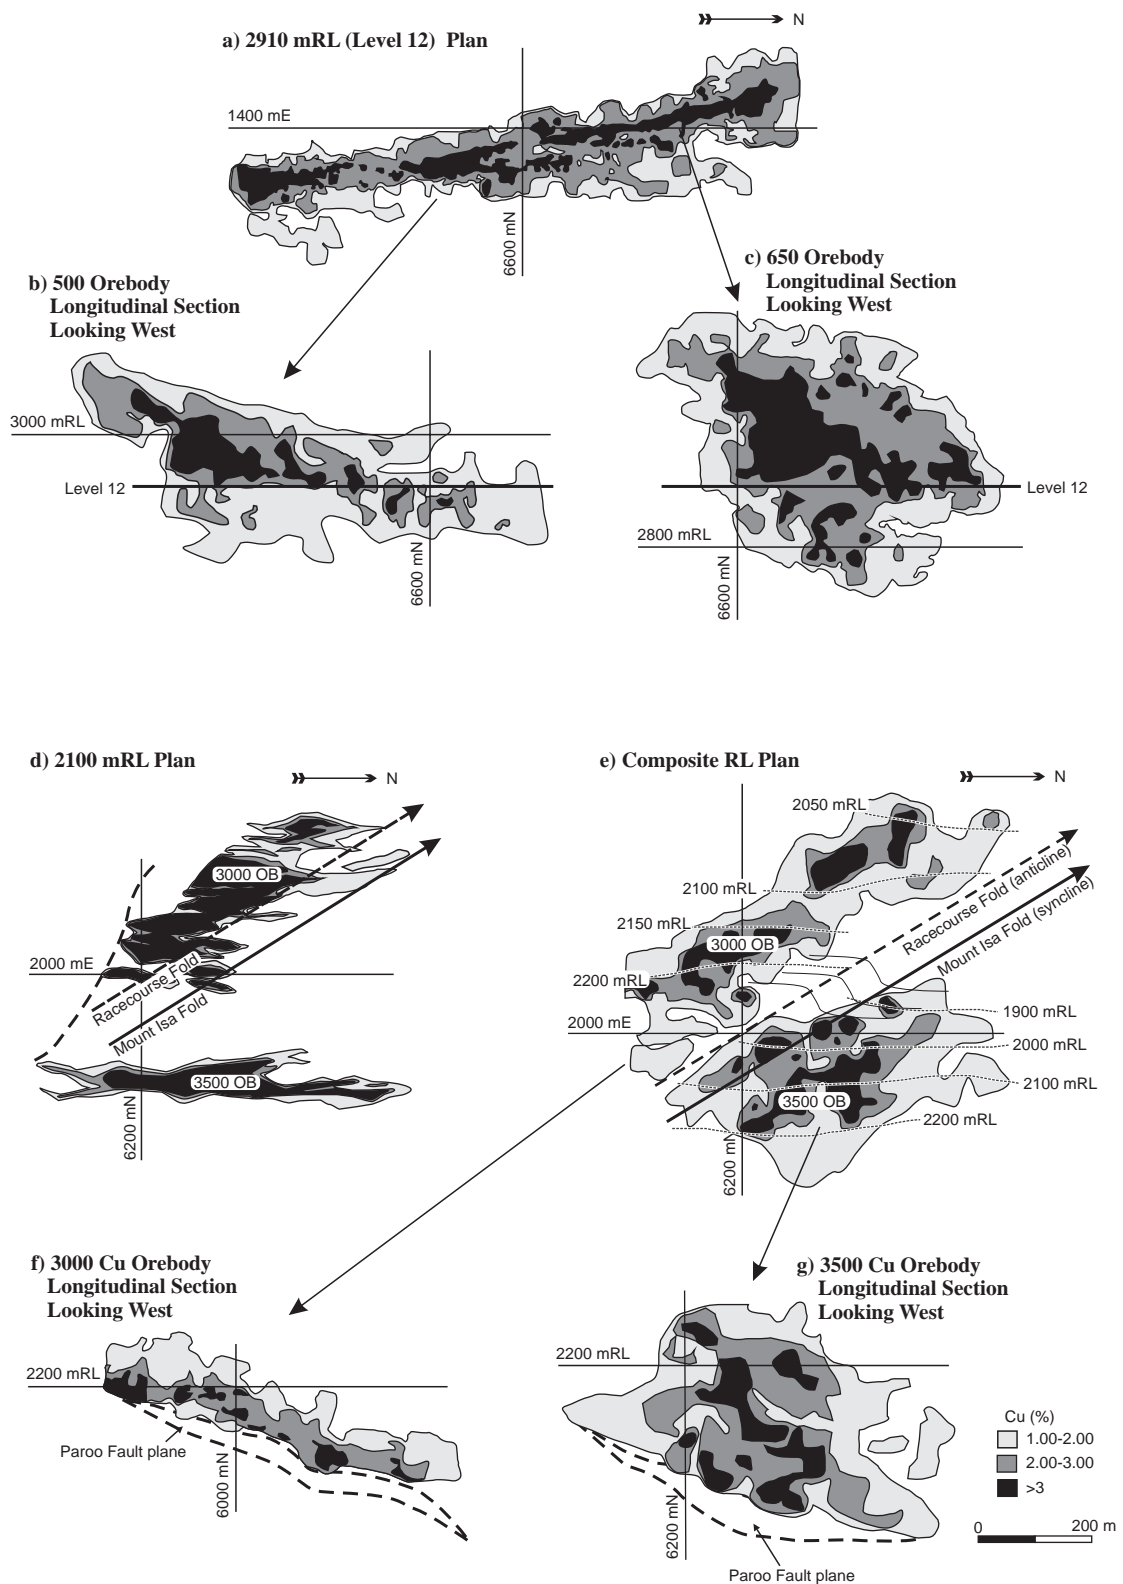 N
a) 2910 mRL (Level 12) Plan
1400 mE
6600 mN
b) 500 Orebody
Longitudinal Section
Looking West
c) 650 Orebody
Longitudinal Section
Looking West
3000 mRL
Level 12
6600 mN
Level 12
2800 mRL
6600 mN
d) 2100 mRL Plan
N
3000 OB
2000 mE
Racecourse Fold
Mount Isa Fold
3500 OB
6200 mN
e) Composite RL Plan
N
2050 mRL
2100 mRL
2150 mRL
3000 OB
2200 mRL
2000 mE
Racecourse Fold (anticline)
Mount Isa Fold (syncline)
1900 mRL
2000 mRL
2100 mRL
3500 OB
2200 mRL
6200 mN
f) 3000 Cu Orebody
Longitudinal Section
Looking West
2200 mRL
Paroo Fault plane
6000 mN
g) 3500 Cu Orebody
Longitudinal Section
Looking West
2200 mRL
6200 mN
Paroo Fault plane
Cu (%)
1.00-2.00
2.00-3.00
>3
0 200 m